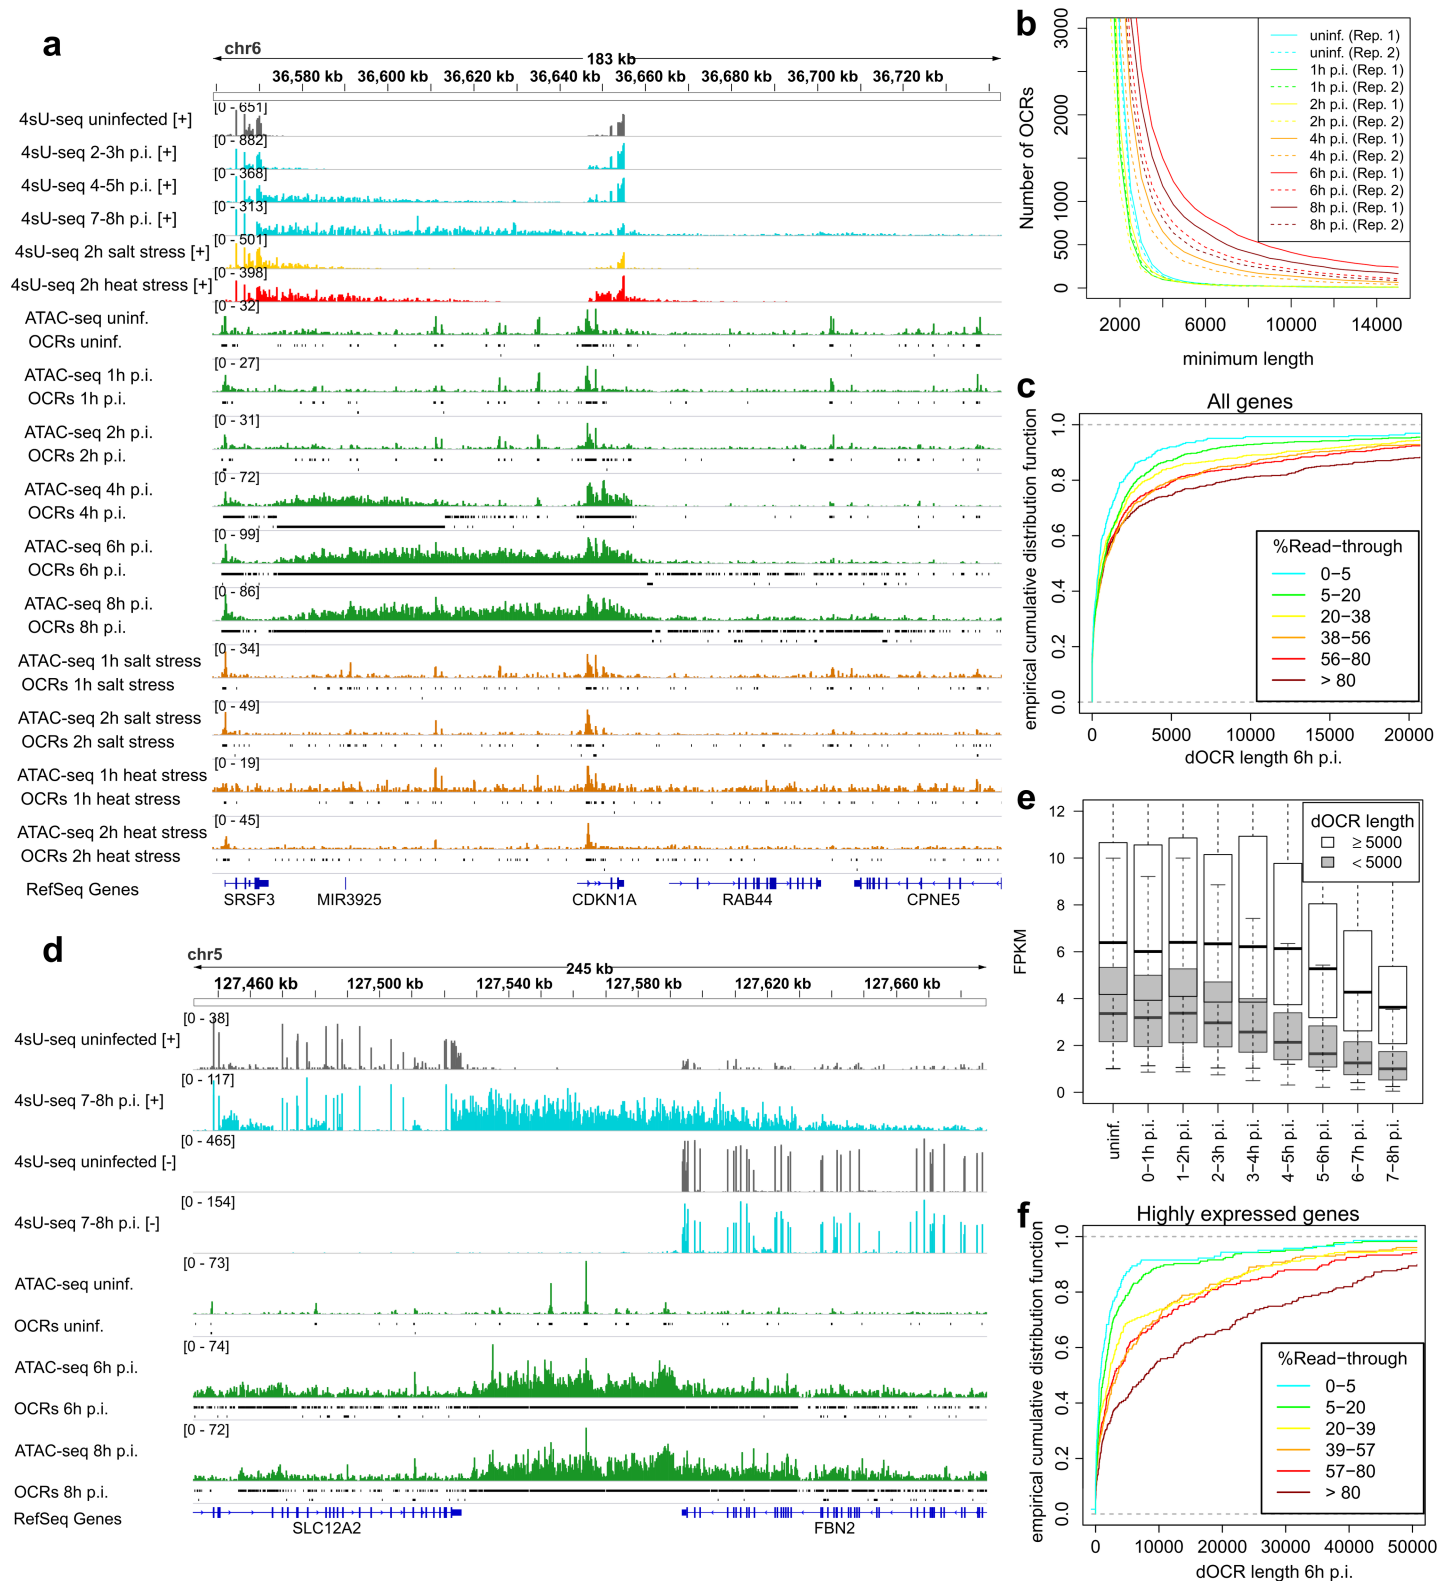 a
chr6
183 kb
36,580 kb 36,600 kb 36,620 kb 36,640 kb 36,660 kb 36,680 kb 36,700 kb 36,720 kb
4sU-seq uninfected [+] [0 - 651]
4sU-seq 2-3h p.i. [+] [0 - 882]
4sU-seq 4-5h p.i. [+] [0 - 368]
4sU-seq 7-8h p.i. [+] [0 - 313]
4sU-seq 2h salt stress [+] [0 - 501]
4sU-seq 2h heat stress [+] [0 - 398]
ATAC-seq uninf. [0 - 32]
OCRs uninf.
ATAC-seq 1h p.i. [0 - 27]
OCRs 1h p.i.
ATAC-seq 2h p.i. [0 - 31]
OCRs 2h p.i.
ATAC-seq 4h p.i. [0 - 72]
OCRs 4h p.i.
ATAC-seq 6h p.i. [0 - 99]
OCRs 6h p.i.
ATAC-seq 8h p.i. [0 - 86]
OCRs 8h p.i.
ATAC-seq 1h salt stress [0 - 34]
OCRs 1h salt stress
ATAC-seq 2h salt stress [0 - 49]
OCRs 2h salt stress
ATAC-seq 1h heat stress [0 - 19]
OCRs 1h heat stress
ATAC-seq 2h heat stress [0 - 45]
OCRs 2h heat stress
RefSeq Genes
SRSF3 MIR3925 CDKN1A RAB44 CPNE5
b
Number of OCRs
3000
2000
1000
500
0
2000 6000 10000 14000
minimum length
uninf. (Rep. 1)
uninf. (Rep. 2)
1h p.i. (Rep. 1)
1h p.i. (Rep. 2)
2h p.i. (Rep. 1)
2h p.i. (Rep. 2)
4h p.i. (Rep. 1)
4h p.i. (Rep. 2)
6h p.i. (Rep. 1)
6h p.i. (Rep. 2)
8h p.i. (Rep. 1)
8h p.i. (Rep. 2)
c
All genes
empirical cumulative distribution function
1.0
0.8
0.6
0.4
0.2
0.0
0 5000 10000 15000 20000
dOCR length 6h p.i.
%Read−through
0−5
5−20
20−38
38−56
56−80
> 80
d
chr5
245 kb
127,460 kb 127,500 kb 127,540 kb 127,580 kb 127,620 kb 127,660 kb
4sU-seq uninfected [+] [0 - 38]
4sU-seq 7-8h p.i. [+] [0 - 117]
4sU-seq uninfected [-] [0 - 465]
4sU-seq 7-8h p.i. [-] [0 - 154]
ATAC-seq uninf. [0 - 73]
OCRs uninf.
ATAC-seq 6h p.i. [0 - 74]
OCRs 6h p.i.
ATAC-seq 8h p.i. [0 - 72]
OCRs 8h p.i.
RefSeq Genes
SLC12A2 FBN2
e
FPKM
12
10
8
6
4
2
0
dOCR length
≥ 5000
< 5000
uninf. 0−1h p.i. 1−2h p.i. 2−3h p.i. 3−4h p.i. 4−5h p.i. 5−6h p.i. 6−7h p.i. 7−8h p.i.
f
Highly expressed genes
empirical cumulative distribution function
1.0
0.8
0.6
0.4
0.2
0.0
0 10000 20000 30000 40000 50000
dOCR length 6h p.i.
%Read−through
0−5
5−20
20−39
39−57
57−80
> 80